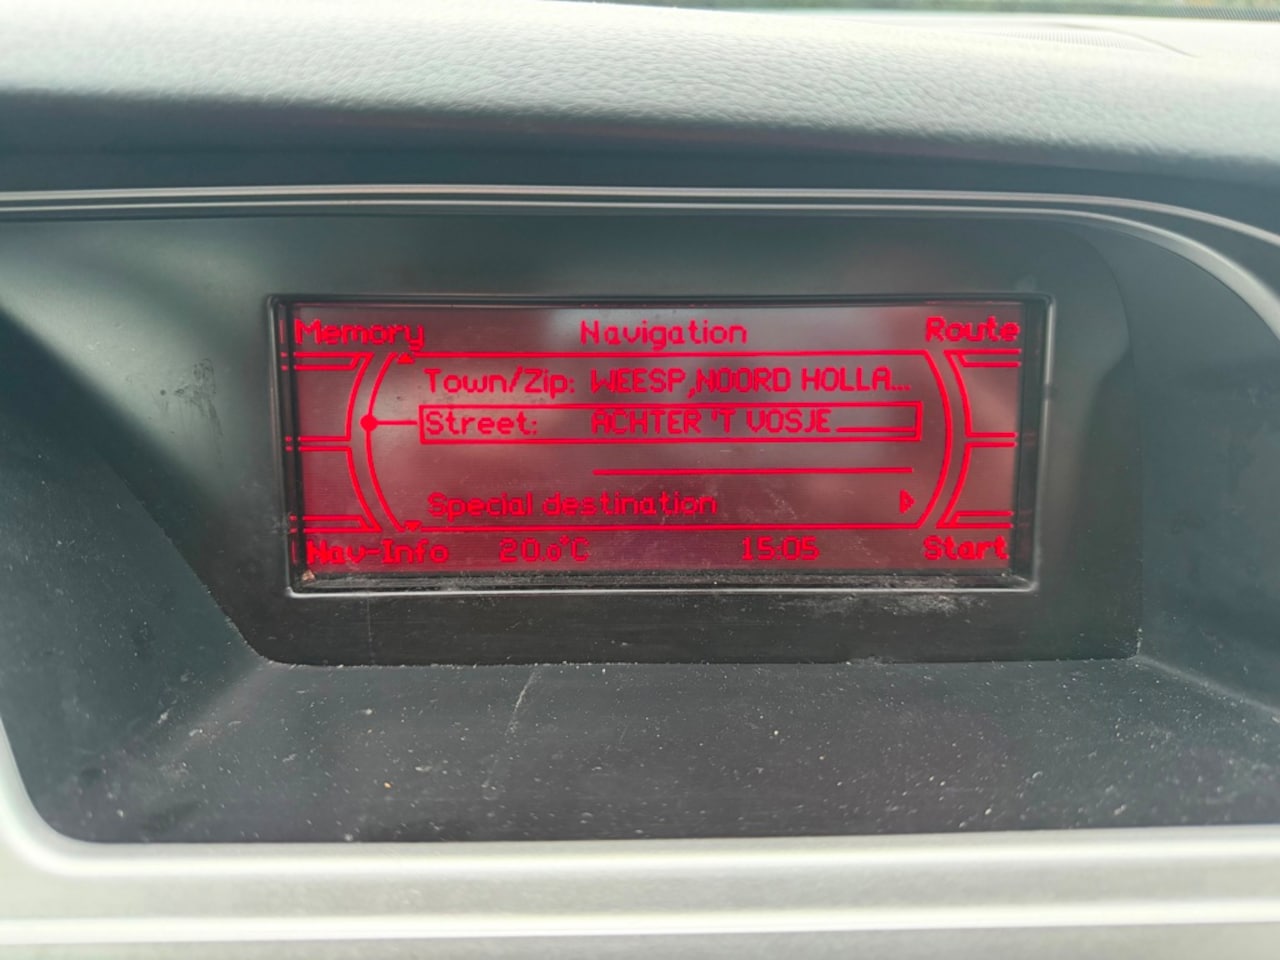 Memory Navigation Route
Town/Zip: WEESP,NOORD HOLLA...
Street: ACHTER 'T VOSJE
Special destination
Nav-Info 20.0°C 15:05 Start